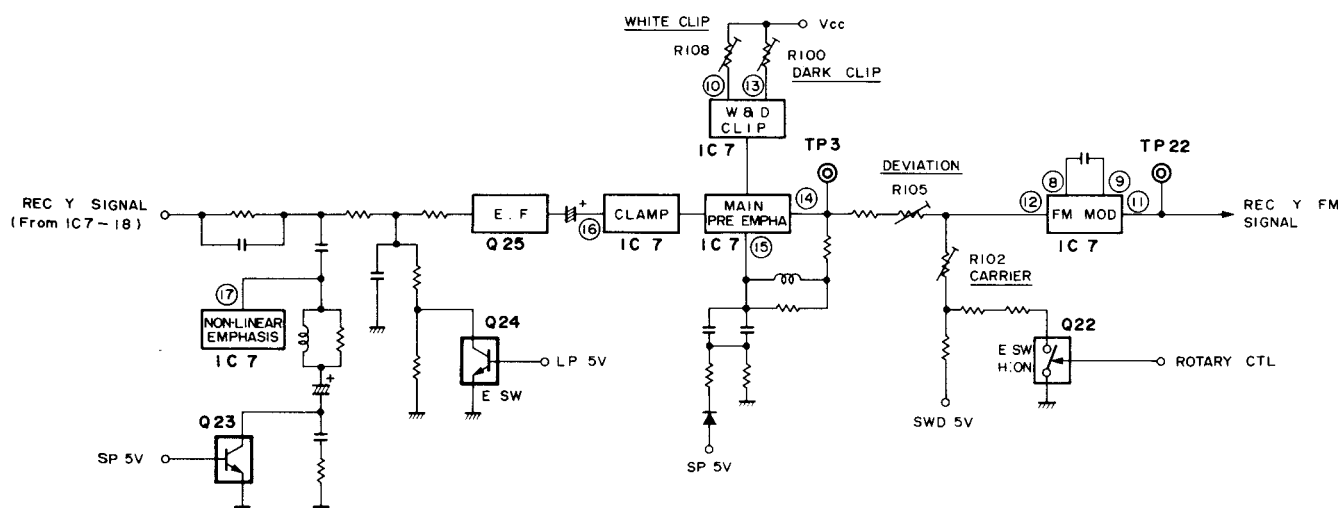 WHITE CLIP
R108
Vcc
R100
DARK CLIP
10
13
W & D
CLIP
IC 7
TP3
DEVIATION
R105
TP22
REC Y SIGNAL
(From IC7-18)
E.F
Q25
+
16
CLAMP
IC 7
MAIN
PRE EMPHA
IC 7
14
15
12
8
9
FM MOD
IC 7
11
REC Y FM
SIGNAL
17
NON-LINEAR
EMPHASIS
IC 7
+
Q24
LP 5V
E SW
R102
CARRIER
Q22
E SW
H:ON
ROTARY CTL
SWD 5V
Q23
SP 5V
SP 5V